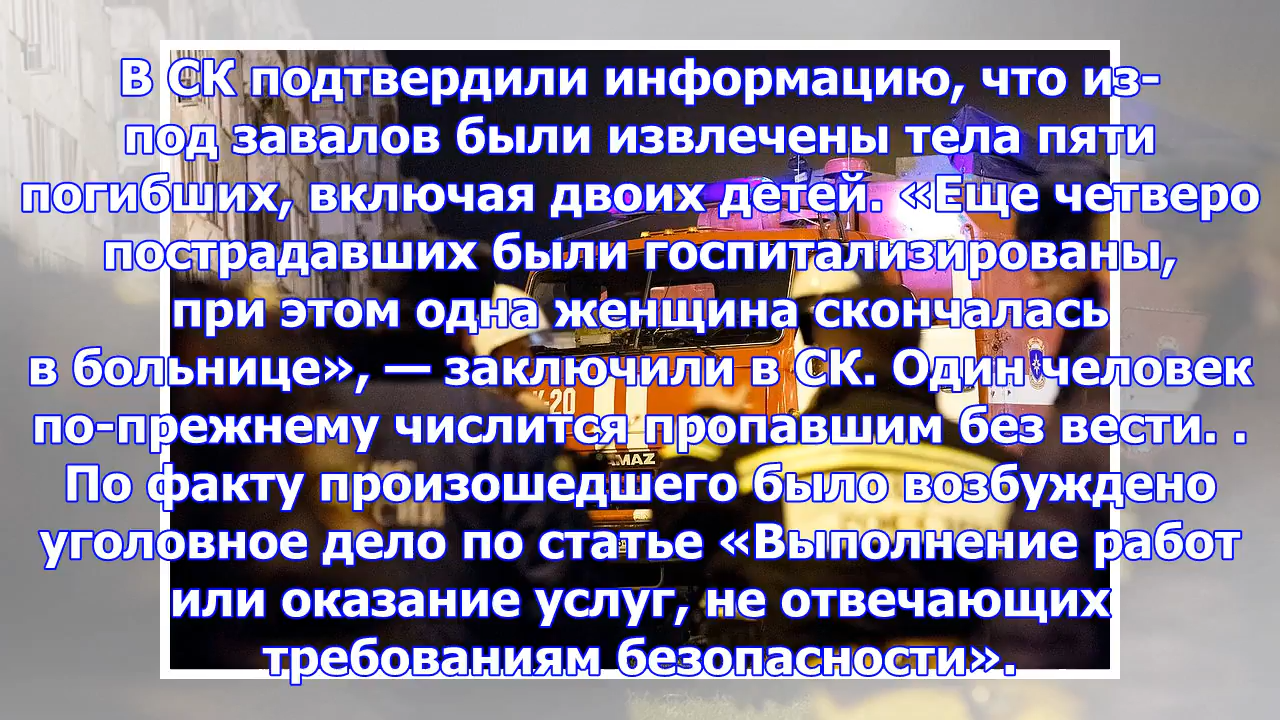 В СК подтвердили информацию, что из-
под завалов были извлечены тела пяти
погибших, включая двоих детей. «Еще четверо
пострадавших были госпитализированы,
при этом одна женщина скончалась
в больнице», — заключили в СК. Один человек
по-прежнему числится пропавшим без вести. .
По факту произошедшего было возбуждено
уголовное дело по статье «Выполнение работ
или оказание услуг, не отвечающих
требованиям безопасности».
-20
AMAZ